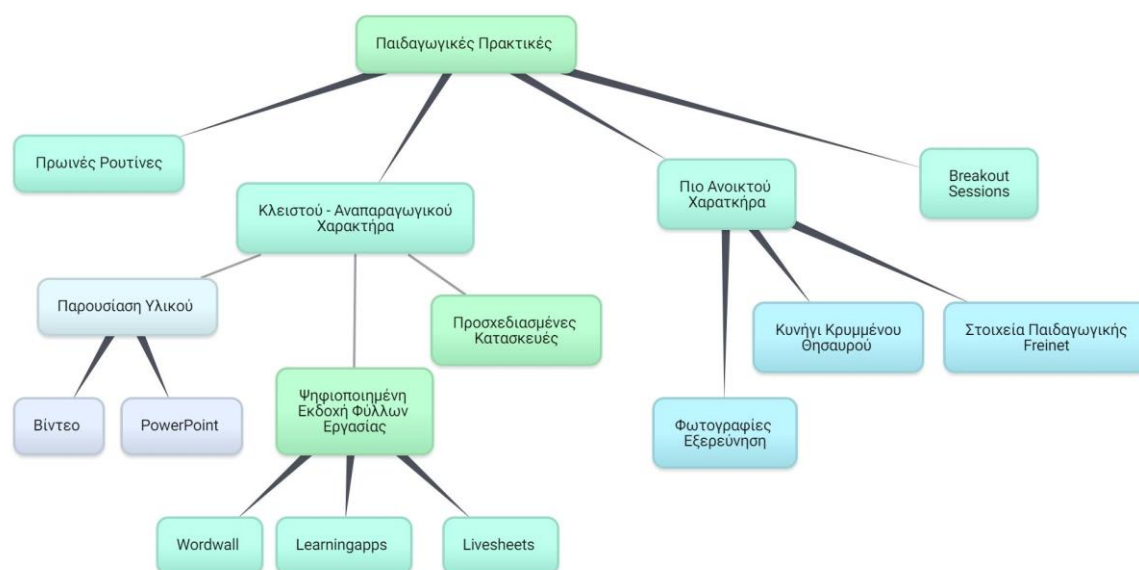 Παιδαγωγικές Πρακτικές
Πρωινές Ρουτίνες
Κλειστού - Αναπαραγωγικού
Χαρακτήρα
Πιο Ανοικτού
Χαρατκήρα
Breakout
Sessions
Παρουσίαση Υλικού
Βίντεο
PowerPoint
Ψηφιοποιημένη
Εκδοχή Φύλλων
Εργασίας
Wordwall
Learningapps
Livesheets
Προσχεδιασμένες
Κατασκευές
Φωτογραφίες
Εξερεύνηση
Κυνήγι Κρυμμένου
Θησαυρού
Στοιχεία Παιδαγωγικής
Freinet